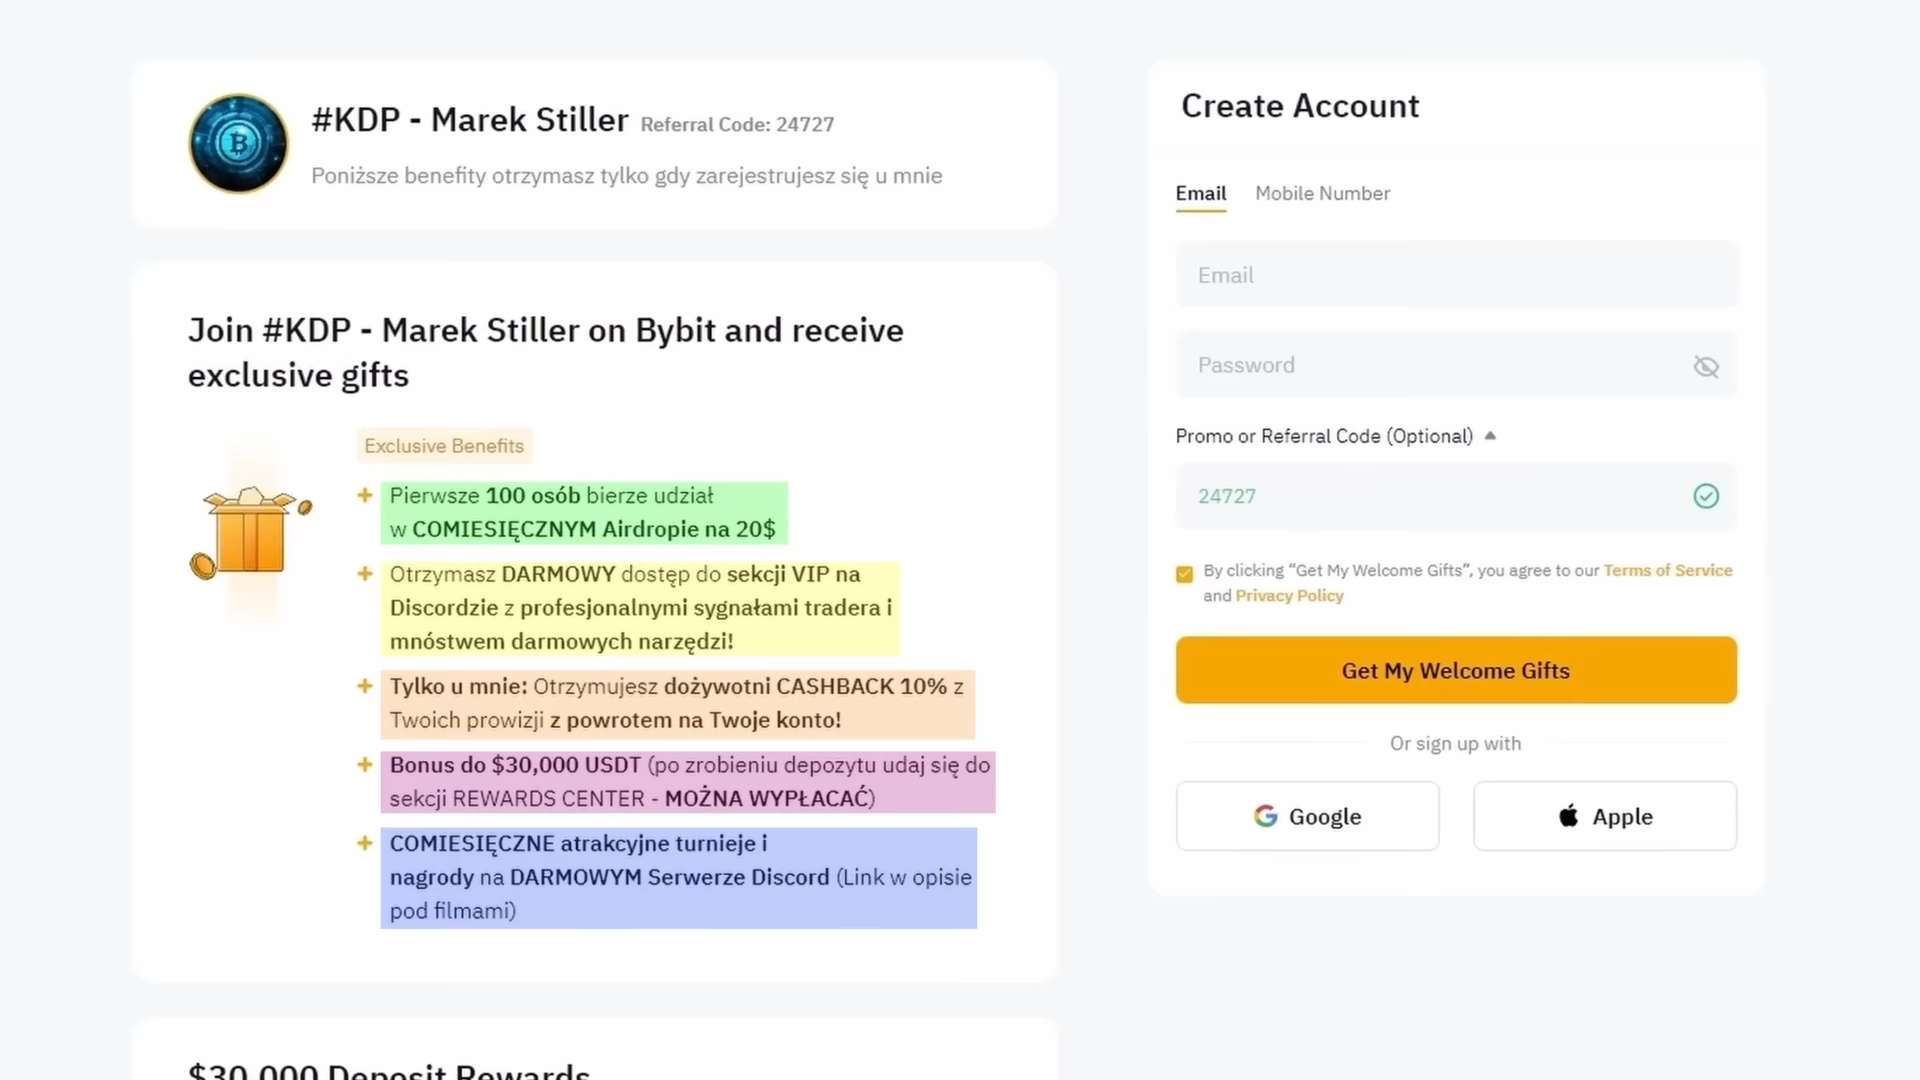 #KDP - Marek Stiller Referral Code: 24727
Poniższe benefity otrzymasz tylko gdy zarejestrujesz się u mnie
Join #KDP - Marek Stiller on Bybit and receive
exclusive gifts
Exclusive Benefits
Pierwsze 100 osób bierze udział
w COMIESIĘCZNYM Airdropie na 20$
Otrzymasz DARMOWY dostęp do sekcji VIP na
Discordzie z profesjonalnymi sygnałami tradera i
mnóstwem darmowych narzędzi!
Tylko u mnie: Otrzymujesz dożywotni CASHBACK 10% z
Twoich prowizji z powrotem na Twoje konto!
Bonus do $30,000 USDT (po zrobieniu depozytu udaj się do
sekcji REWARDS CENTER - MOŻNA WYPŁACAĆ)
COMIESIĘCZNE atrakcyjne turnieje i
nagrody na DARMOWYM Serwerze Discord (Link w opisie
pod filmami)
$30,000 Deposit Rewards
Create Account
Email Mobile Number
Email
Password
Promo or Referral Code (Optional)
24727
By clicking “Get My Welcome Gifts”, you agree to our Terms of Service
and Privacy Policy
Get My Welcome Gifts
Or sign up with
Google
Apple